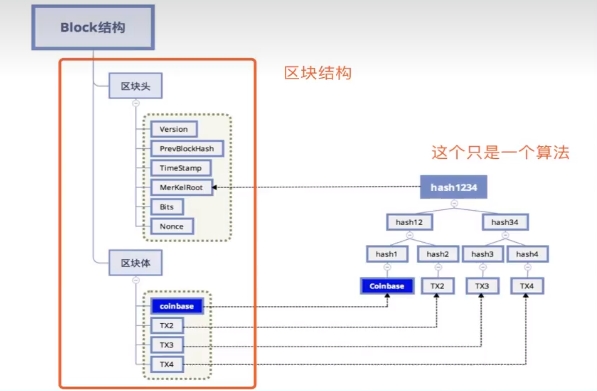 Block结构
区块结构
区块头
Version
PrevBlockHash
TimeStamp
MerKelRoot
Bits
Nonce
区块体
coinbase
TX2
TX3
TX4
这个只是一个算法
hash1234
hash12
hash34
hash1
hash2
hash3
hash4
Coinbase
TX2
TX3
TX4